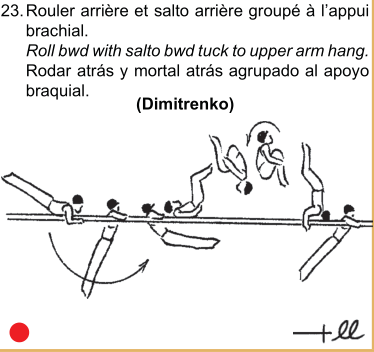 23. Rouler arrière et salto arrière groupé à l'appui
brachial.
Roll bwd with salto bwd tuck to upper arm hang.
Rodar atrás y mortal atrás agrupado al apoyo
braquial.
(Dimitrenko)